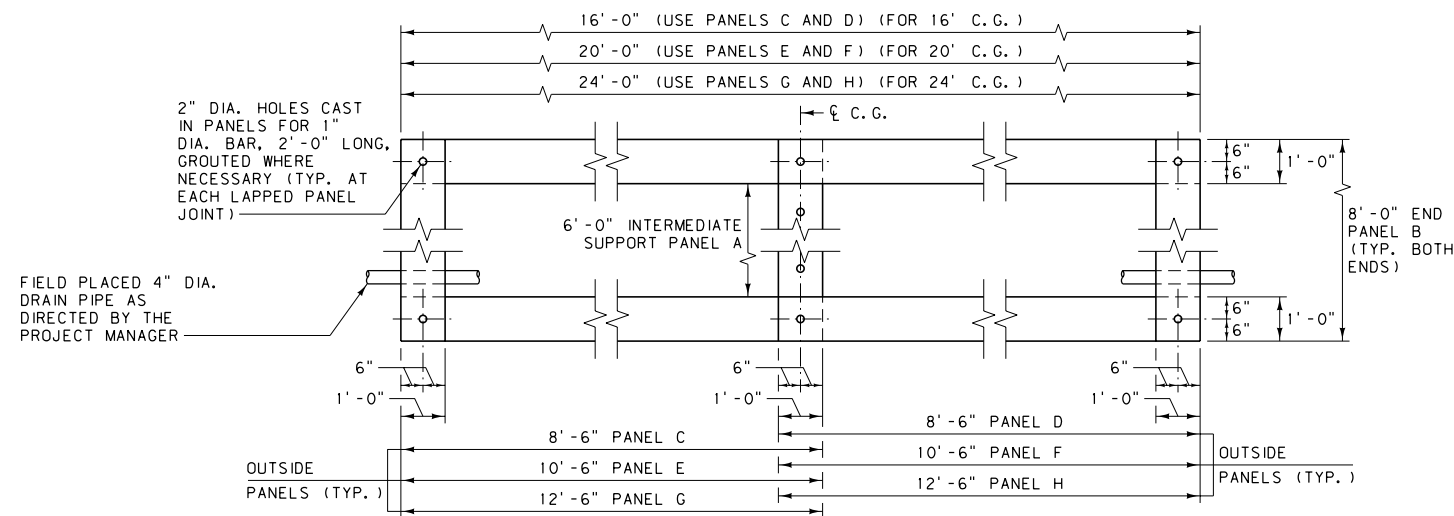 16'-0" (USE PANELS C AND D) (FOR 16' C.G.)
20'-0" (USE PANELS E AND F) (FOR 20' C.G.)
24'-0" (USE PANELS G AND H) (FOR 24' C.G.)
2" DIA. HOLES CAST
IN PANELS FOR 1"
DIA. BAR, 2'-0" LONG,
GROUTED WHERE
NECESSARY (TYP. AT
EACH LAPPED PANEL
JOINT)
℄ C.G.
6"
6"
1'-0"
8'-0" END
PANEL B
(TYP. BOTH
ENDS)
6'-0" INTERMEDIATE
SUPPORT PANEL A
FIELD PLACED 4" DIA.
DRAIN PIPE AS
DIRECTED BY THE
PROJECT MANAGER
6"
6"
1'-0"
6"
6"
6"
1'-0"
1'-0"
1'-0"
8'-6" PANEL C
8'-6" PANEL D
10'-6" PANEL E
10'-6" PANEL F
12'-6" PANEL G
12'-6" PANEL H
OUTSIDE
PANELS (TYP.)
OUTSIDE
PANELS (TYP.)